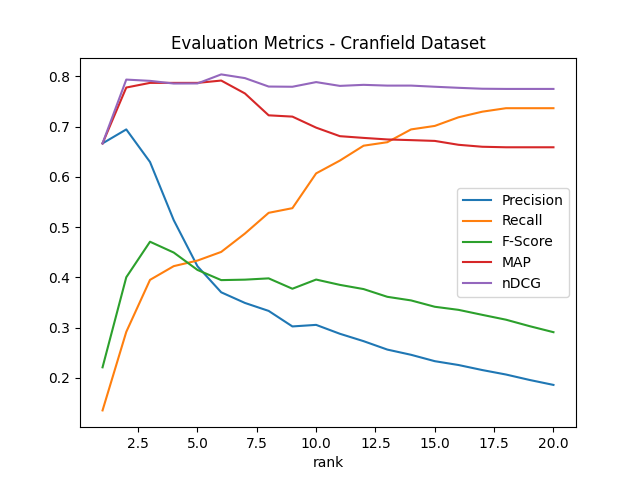 Evaluation Metrics - Cranfield Dataset
0.8
0.7
0.6
0.5
0.4
0.3
0.2
Precision
Recall
F-Score
MAP
nDCG
2.5 5.0 7.5 10.0 12.5 15.0 17.5 20.0
rank